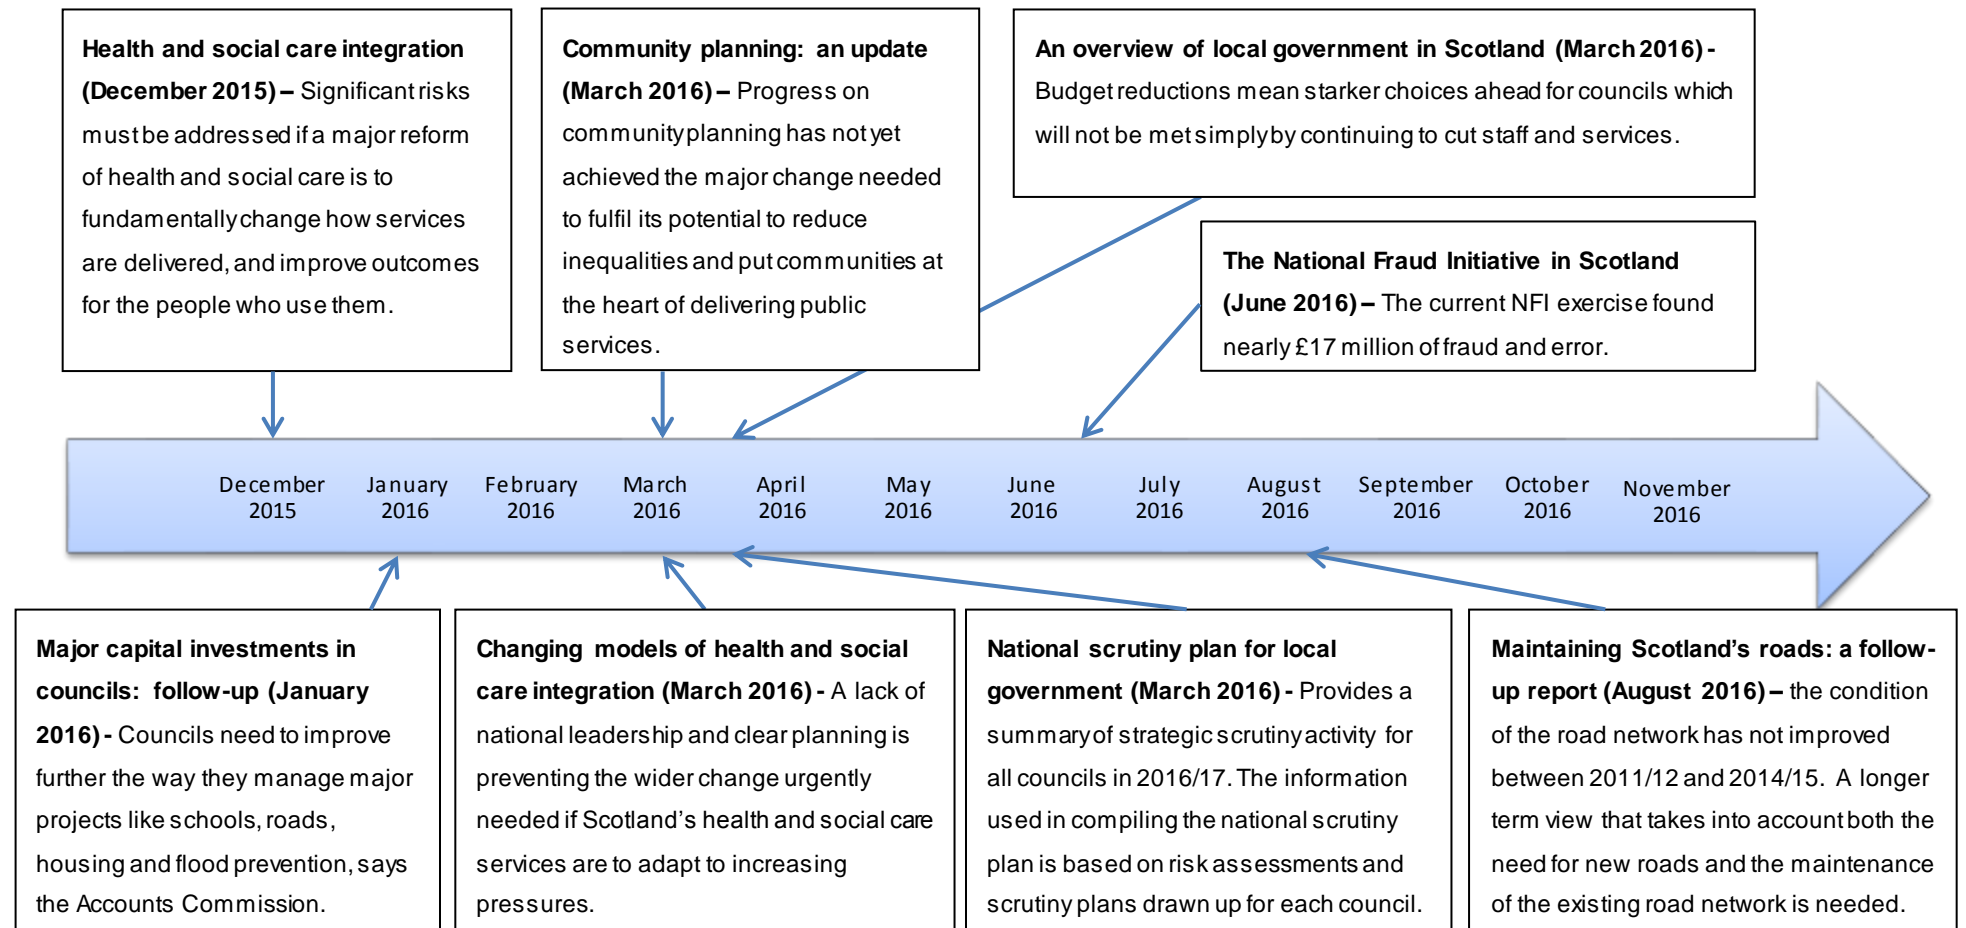 Health and social care integration
(December 2015) – Significant risks
must be addressed if a major reform
of health and social care is to
fundamentally change how services
are delivered, and improve outcomes
for the people who use them.
Community planning: an update
(March 2016) – Progress on
community planning has not yet
achieved the major change needed
to fulfil its potential to reduce
inequalities and put communities at
the heart of delivering public
services.
An overview of local government in Scotland (March 2016) -
Budget reductions mean starker choices ahead for councils which
will not be met simply by continuing to cut staff and services.
The National Fraud Initiative in Scotland
(June 2016) – The current NFI exercise found
nearly £17 million of fraud and error.
December
2015
January
2016
February
2016
March
2016
April
2016
May
2016
June
2016
July
2016
August
2016
September
2016
October
2016
November
2016
Major capital investments in
councils: follow-up (January
2016) - Councils need to improve
further the way they manage major
projects like schools, roads,
housing and flood prevention, says
the Accounts Commission.
Changing models of health and social
care integration (March 2016) - A lack of
national leadership and clear planning is
preventing the wider change urgently
needed if Scotland’s health and social care
services are to adapt to increasing
pressures.
National scrutiny plan for local
government (March 2016) - Provides a
summary of strategic scrutiny activity for
all councils in 2016/17. The information
used in compiling the national scrutiny
plan is based on risk assessments and
scrutiny plans drawn up for each council.
Maintaining Scotland’s roads: a follow-
up report (August 2016) – the condition
of the road network has not improved
between 2011/12 and 2014/15. A longer
term view that takes into account both the
need for new roads and the maintenance
of the existing road network is needed.